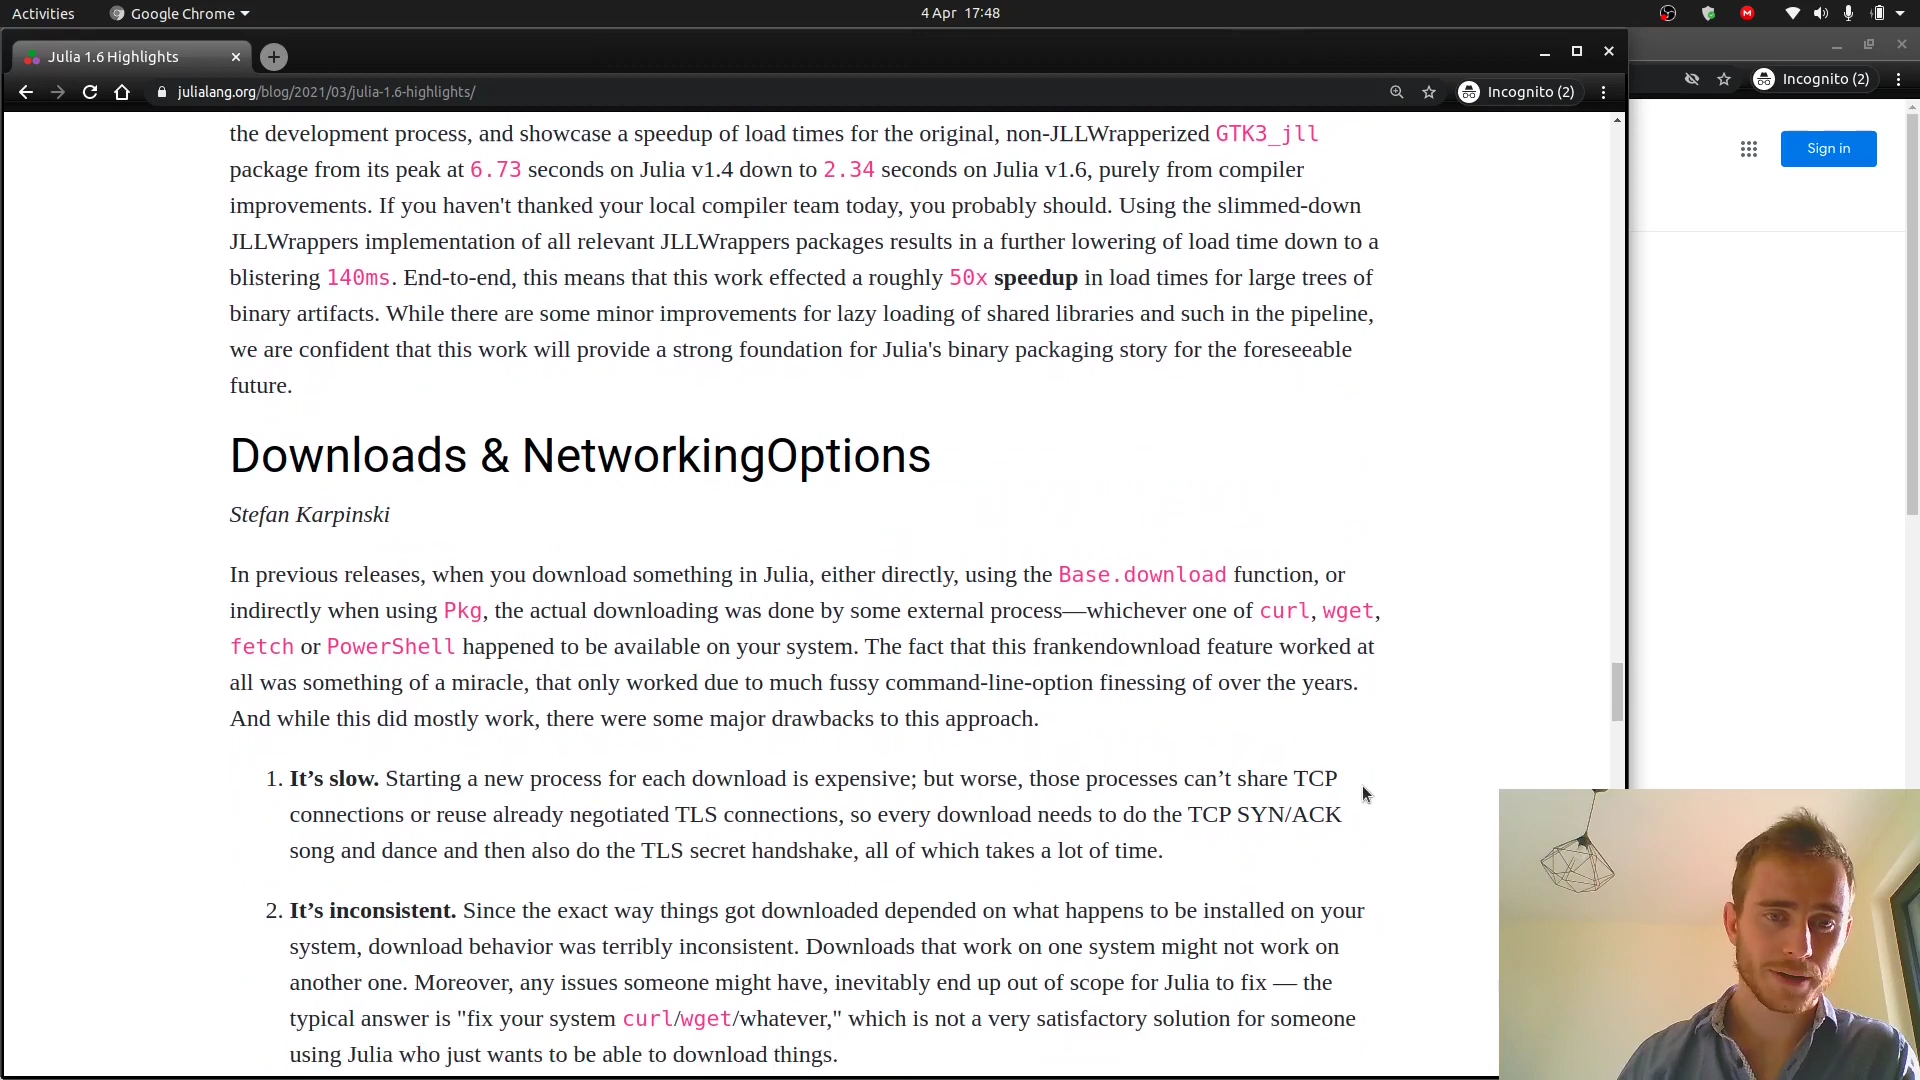 Activities
Google Chrome
4 Apr 17:48
Julia 1.6 Highlights
julialang.org/blog/2021/03/julia-1.6-highlights/
Incognito (2)
Incognito (2)
Sign in
the development process, and showcase a speedup of load times for the original, non-JLLWrapperized GTK3_jll
package from its peak at 6.73 seconds on Julia v1.4 down to 2.34 seconds on Julia v1.6, purely from compiler
improvements. If you haven't thanked your local compiler team today, you probably should. Using the slimmed-down
JLLWrappers implementation of all relevant JLLWrappers packages results in a further lowering of load time down to a
blistering 140ms. End-to-end, this means that this work effected a roughly 50x speedup in load times for large trees of
binary artifacts. While there are some minor improvements for lazy loading of shared libraries and such in the pipeline,
we are confident that this work will provide a strong foundation for Julia's binary packaging story for the foreseeable
future.
Downloads & NetworkingOptions
Stefan Karpinski
In previous releases, when you download something in Julia, either directly, using the Base.download function, or
indirectly when using Pkg, the actual downloading was done by some external process—whichever one of curl, wget,
fetch or PowerShell happened to be available on your system. The fact that this frankendownload feature worked at
all was something of a miracle, that only worked due to much fussy command-line-option finessing of over the years.
And while this did mostly work, there were some major drawbacks to this approach.
1. It’s slow. Starting a new process for each download is expensive; but worse, those processes can’t share TCP
connections or reuse already negotiated TLS connections, so every download needs to do the TCP SYN/ACK
song and dance and then also do the TLS secret handshake, all of which takes a lot of time.
2. It’s inconsistent. Since the exact way things got downloaded depended on what happens to be installed on your
system, download behavior was terribly inconsistent. Downloads that work on one system might not work on
another one. Moreover, any issues someone might have, inevitably end up out of scope for Julia to fix — the
typical answer is "fix your system curl/wget/whatever," which is not a very satisfactory solution for someone
using Julia who just wants to be able to download things.